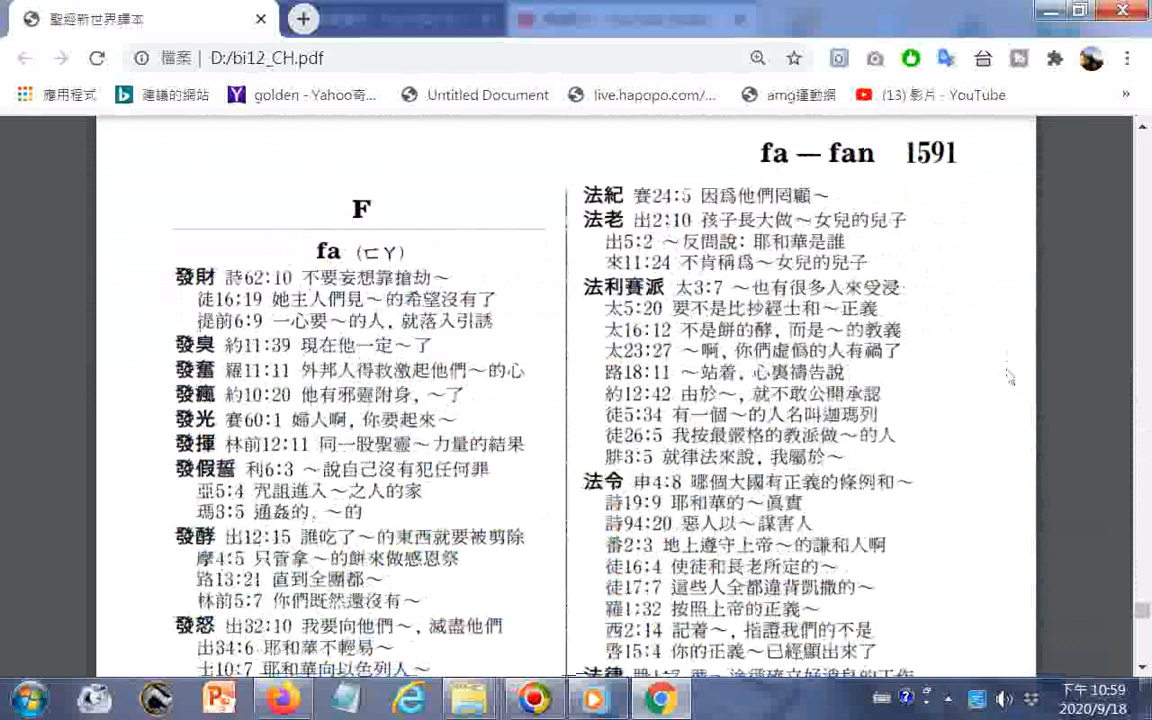 聖經新世界譯本
檔案 | D:/bi12_CH.pdf
應用程式 建議的網站 golden - Yahoo奇... Untitled Document live.hapopo.com/... amg運動網 (13) 影片 - YouTube »
fa — fan 1591
F
fa (ㄈㄚ)
發財 詩62:10 不要妄想靠搶劫～
徒16:19 她主人們見～的希望沒有了
提前6:9 一心要～的人, 就落入引誘
發臭 約11:39 現在他一定～了
發奮 羅11:11 外邦人得救激起他們～的心
發瘋 約10:20 他有邪靈附身, ～了
發光 賽60:1 婦人啊, 你要起來～
發揮 林前12:11 同一股聖靈～力量的結果
發假誓 利6:3 ～說自己沒有犯任何罪
亞5:4 咒詛進入～之人的家
瑪3:5 通姦的, ～的
發酵 出12:15 誰吃了～的東西就要被剪除
摩4:5 只管拿～的餅來做感恩祭
路13:21 直到全團都～
林前5:7 你們既然還沒有～
發怒 出32:10 我要向他們～, 滅盡他們
出34:6 耶和華不輕易～
士10:7 耶和華向以色列人～
法紀 賽24:5 因爲他們罔顧～
法老 出2:10 孩子長大做～女兒的兒子
出5:2 ～反問說: 耶和華是誰
來11:24 不肯稱爲～女兒的兒子
法利賽派 太3:7 ～也有很多人來受浸
太5:20 要不是比抄經士和～正義
太16:12 不是餅的酵, 而是～的教義
太23:27 ～啊, 你們虛僞的人有禍了
路18:11 ～站着, 心裏禱告說
約12:42 由於～, 就不敢公開承認
徒5:34 有一個～的人名叫迦瑪列
徒26:5 我按最嚴格的教派做～的人
腓3:5 就律法來說, 我屬於～
法令 申4:8 哪個大國有正義的條例和～
詩19:9 耶和華的～眞實
詩94:20 惡人以～謀害人
番2:3 地上遵守上帝～的謙和人啊
徒16:4 使徒和長老所定的～
徒17:7 這些人全都違背凱撒的～
羅1:32 按照上帝的正義～
西2:14 記着～, 指證我們的不是
啓15:4 你的正義～已經顯出來了
法律
下午 10:59
2020/9/18